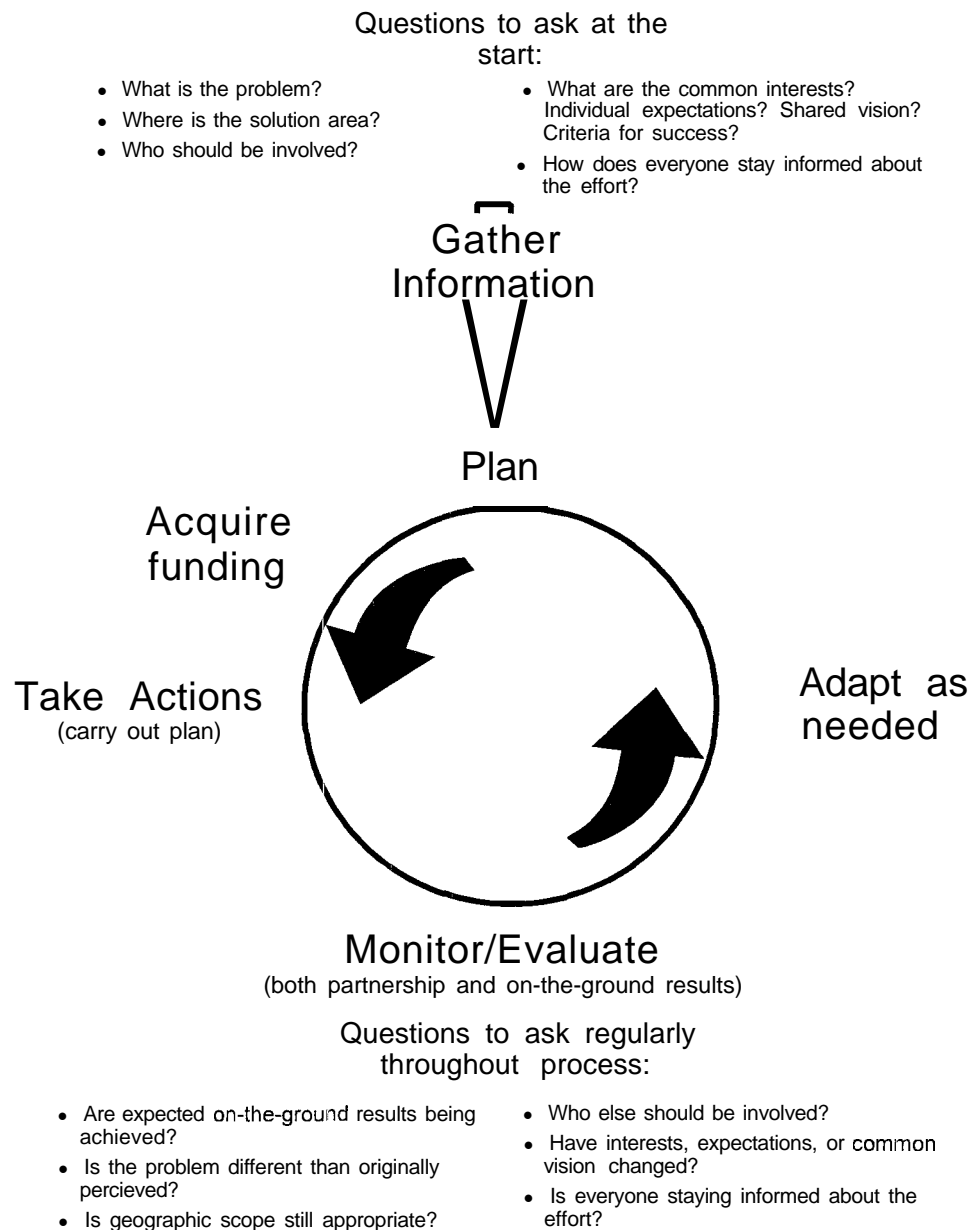 Questions to ask at the
start:
• What is the problem?
• Where is the solution area?
• Who should be involved?
• What are the common interests?
Individual expectations? Shared vision?
Criteria for success?
• How does everyone stay informed about
the effort?
Gather
Information
Plan
Acquire
funding
Take Actions
(carry out plan)
Adapt as
needed
Monitor/Evaluate
(both partnership and on-the-ground results)
Questions to ask regularly
throughout process:
• Are expected on-the-ground results being
achieved?
• Is the problem different than originally
percieved?
• Is geographic scope still appropriate?
• Who else should be involved?
• Have interests, expectations, or common
vision changed?
• Is everyone staying informed about the
effort?